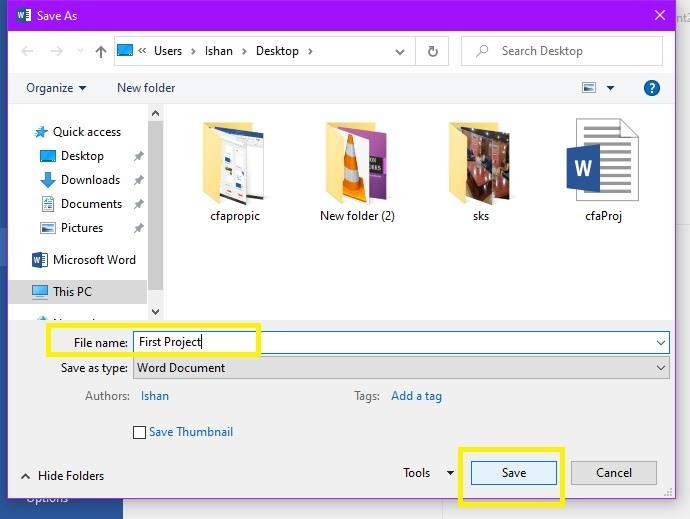 Save As
« Users > Ishan > Desktop >
Search Desktop
Organize
New folder
Quick access
Desktop
Downloads
Documents
Pictures
Microsoft Word
This PC
cfapropic
New folder (2)
sks
cfaProj
File name: First Project
Save as type: Word Document
Authors: Ishan
Tags: Add a tag
Save Thumbnail
Hide Folders
Tools
Save
Cancel
Options